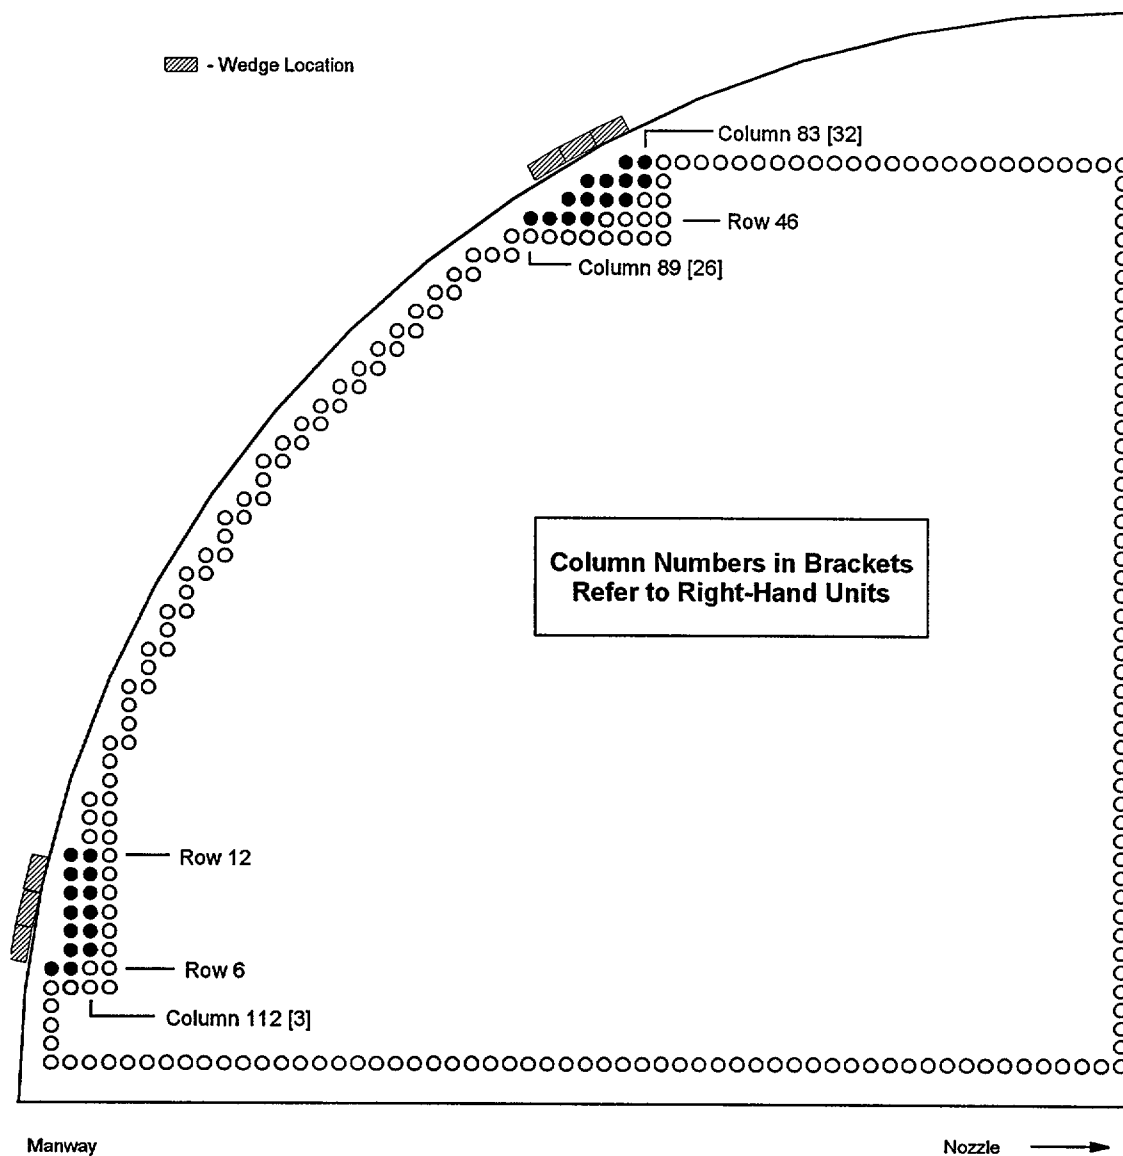 - Wedge Location
Column 83 [32]
Row 46
Column 89 [26]
Column Numbers in Brackets
Refer to Right-Hand Units
Row 12
Row 6
Column 112 [3]
Manway
Nozzle